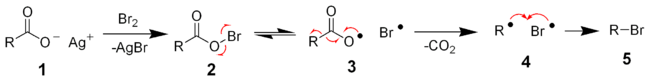 O O O
R O⁻ Ag⁺ Br₂ -AgBr R O Br R O• Br• -CO₂ R• Br• R−Br
1 2 3 4 5